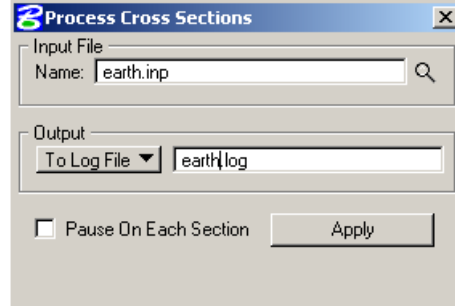 Process Cross Sections
Input File
Name: earth.inp
Output
To Log File earth.log
Pause On Each Section Apply